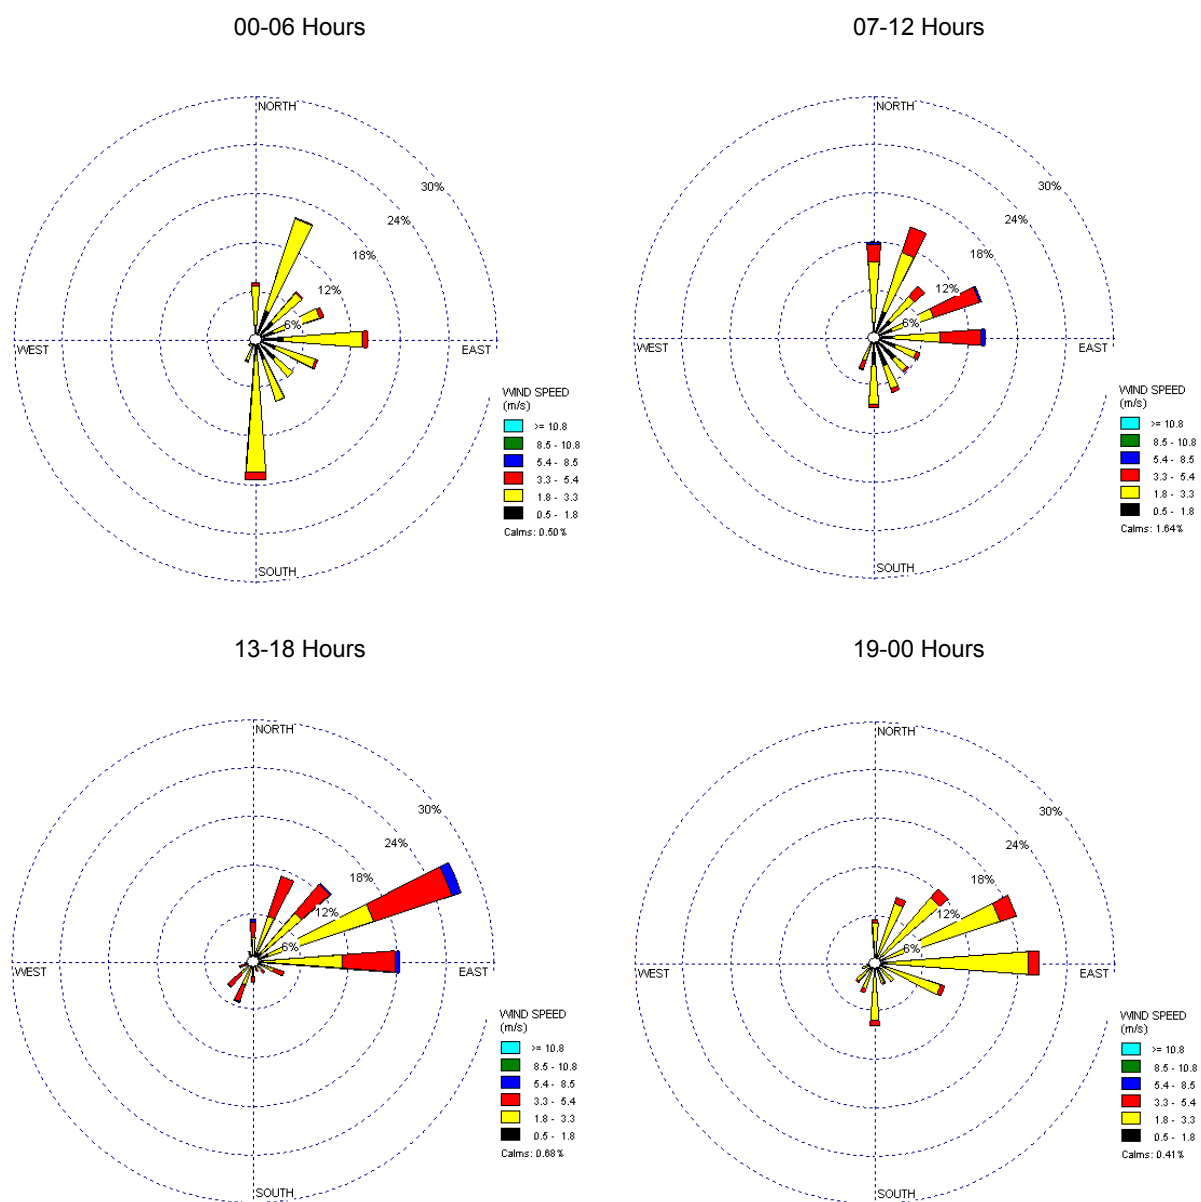 00-06 Hours
07-12 Hours
NORTH
30%
24%
18%
12%
6%
WEST
EAST
SOUTH
WIND SPEED
(m/s)
>= 10.8
8.5 - 10.8
5.4 - 8.5
3.3 - 5.4
1.8 - 3.3
0.5 - 1.8
Calms: 0.50%
NORTH
30%
24%
18%
12%
6%
WEST
EAST
SOUTH
WIND SPEED
(m/s)
>= 10.8
8.5 - 10.8
5.4 - 8.5
3.3 - 5.4
1.8 - 3.3
0.5 - 1.8
Calms: 1.64%
13-18 Hours
19-00 Hours
NORTH
30%
24%
18%
12%
6%
WEST
EAST
SOUTH
WIND SPEED
(m/s)
>= 10.8
8.5 - 10.8
5.4 - 8.5
3.3 - 5.4
1.8 - 3.3
0.5 - 1.8
Calms: 0.68%
NORTH
30%
24%
18%
12%
6%
WEST
EAST
SOUTH
WIND SPEED
(m/s)
>= 10.8
8.5 - 10.8
5.4 - 8.5
3.3 - 5.4
1.8 - 3.3
0.5 - 1.8
Calms: 0.41%